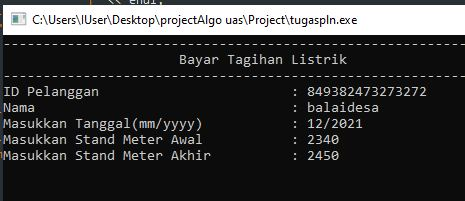 << endl;
C:\Users\IUser\Desktop\projectAlgo uas\Project\tugaspln.exe
Bayar Tagihan Listrik
ID Pelanggan : 849382473273272
Nama : balaidesa
Masukkan Tanggal(mm/yyyy) : 12/2021
Masukkan Stand Meter Awal : 2340
Masukkan Stand Meter Akhir : 2450